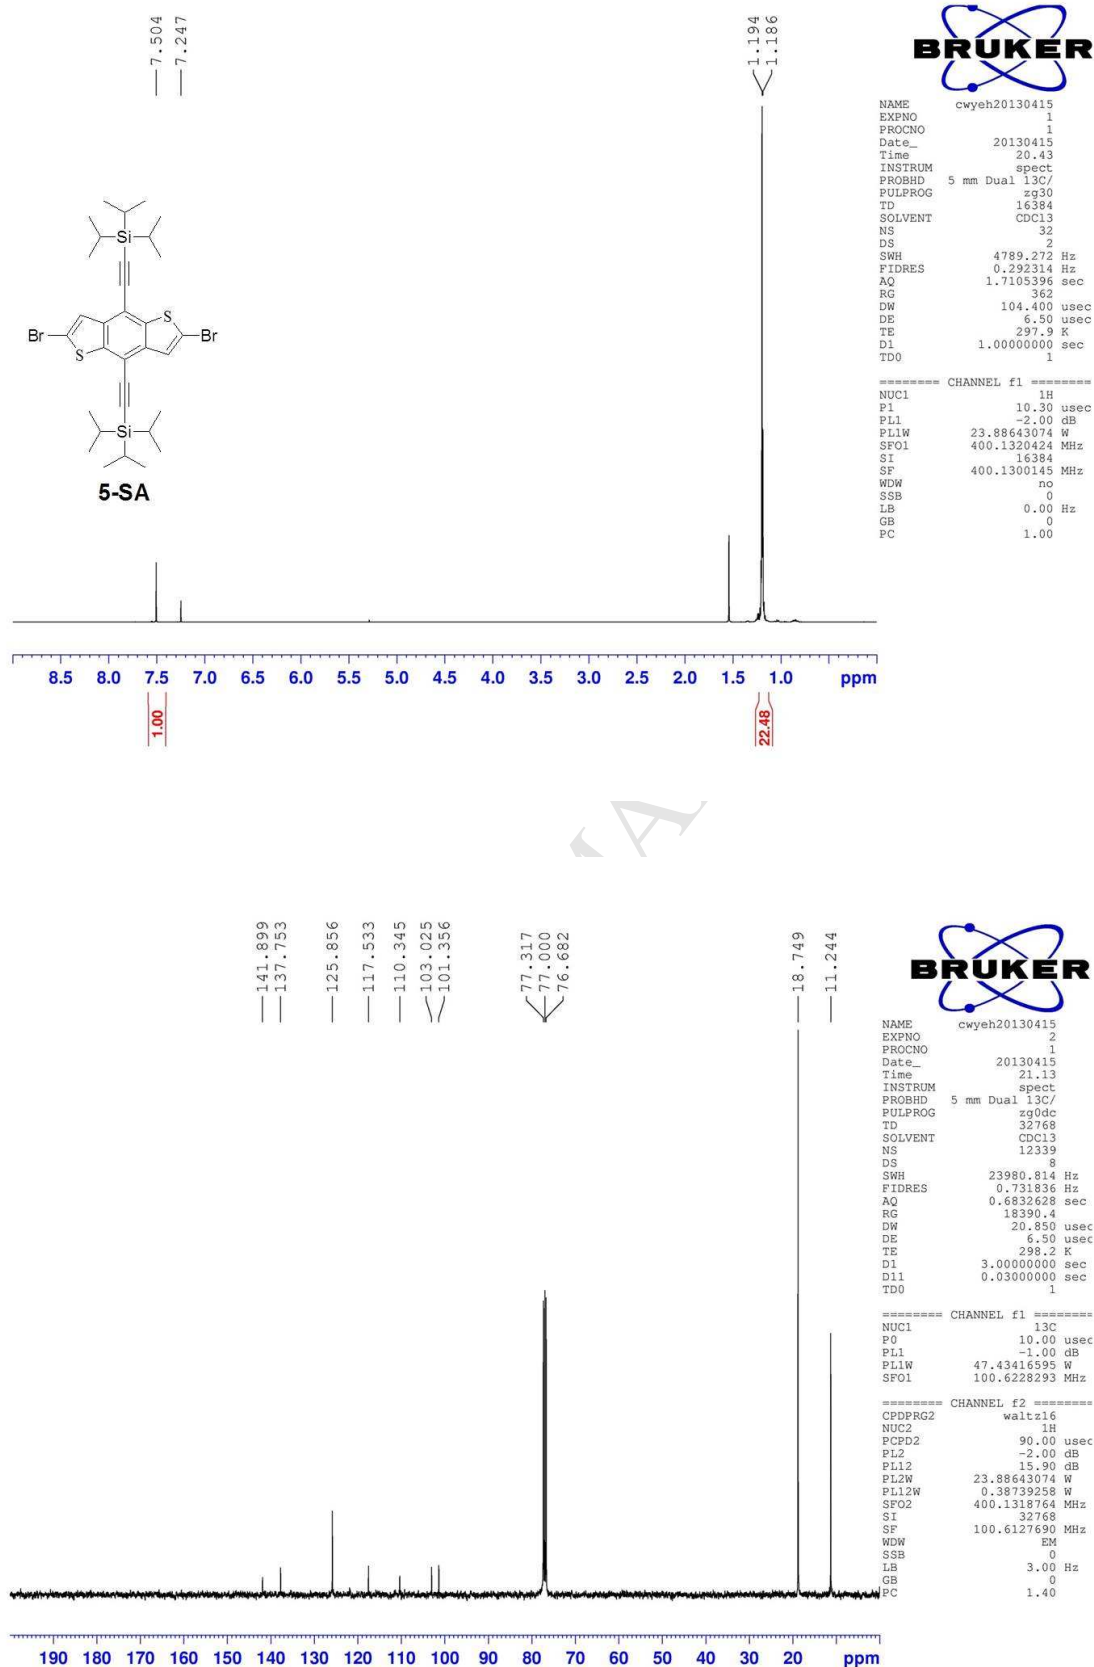 7.504
7.247
1.194
1.186
BRUKER
NAME cwyeh20130415
EXPNO 1
PROCNO 1
Date_ 20130415
Time 20.43
INSTRUM spect
PROBHD 5 mm Dual 13C/
PULPROG zg30
TD 16384
SOLVENT CDCl3
NS 32
DS 2
SWH 4789.272 Hz
FIDRES 0.292314 Hz
AQ 1.7105396 sec
RG 362
DW 104.400 usec
DE 6.50 usec
TE 297.9 K
D1 1.00000000 sec
TD0 1
======== CHANNEL f1 ========
NUC1 1H
P1 10.30 usec
PL1 -2.00 dB
PL1W 23.88643074 W
SFO1 400.1320424 MHz
SI 16384
SF 400.1300145 MHz
WDW no
SSB 0
LB 0.00 Hz
GB 0
PC 1.00
Si
S
Br
Br
S
Si
5-SA
8.5 8.0 7.5 7.0 6.5 6.0 5.5 5.0 4.5 4.0 3.5 3.0 2.5 2.0 1.5 1.0 ppm
1.00
22.48
141.899
137.753
125.856
117.533
110.345
103.025
101.356
77.317
77.000
76.682
18.749
11.244
BRUKER
NAME cwyeh20130415
EXPNO 2
PROCNO 1
Date_ 20130415
Time 21.13
INSTRUM spect
PROBHD 5 mm Dual 13C/
PULPROG zg0dc
TD 32768
SOLVENT CDCl3
NS 12339
DS 8
SWH 23980.814 Hz
FIDRES 0.731836 Hz
AQ 0.6832628 sec
RG 18390.4
DW 20.850 usec
DE 6.50 usec
TE 298.2 K
D1 3.00000000 sec
D11 0.03000000 sec
TD0 1
======== CHANNEL f1 ========
NUC1 13C
P0 10.00 usec
PL1 -1.00 dB
PL1W 47.43416595 W
SFO1 100.6228293 MHz
======== CHANNEL f2 ========
CPDPRG2 waltz16
NUC2 1H
PCPD2 90.00 usec
PL2 -2.00 dB
PL12 15.90 dB
PL2W 23.88643074 W
PL12W 0.38739258 W
SFO2 400.1318764 MHz
SI 32768
SF 100.6127690 MHz
WDW EM
SSB 0
LB 3.00 Hz
GB 0
PC 1.40
190 180 170 160 150 140 130 120 110 100 90 80 70 60 50 40 30 20 ppm